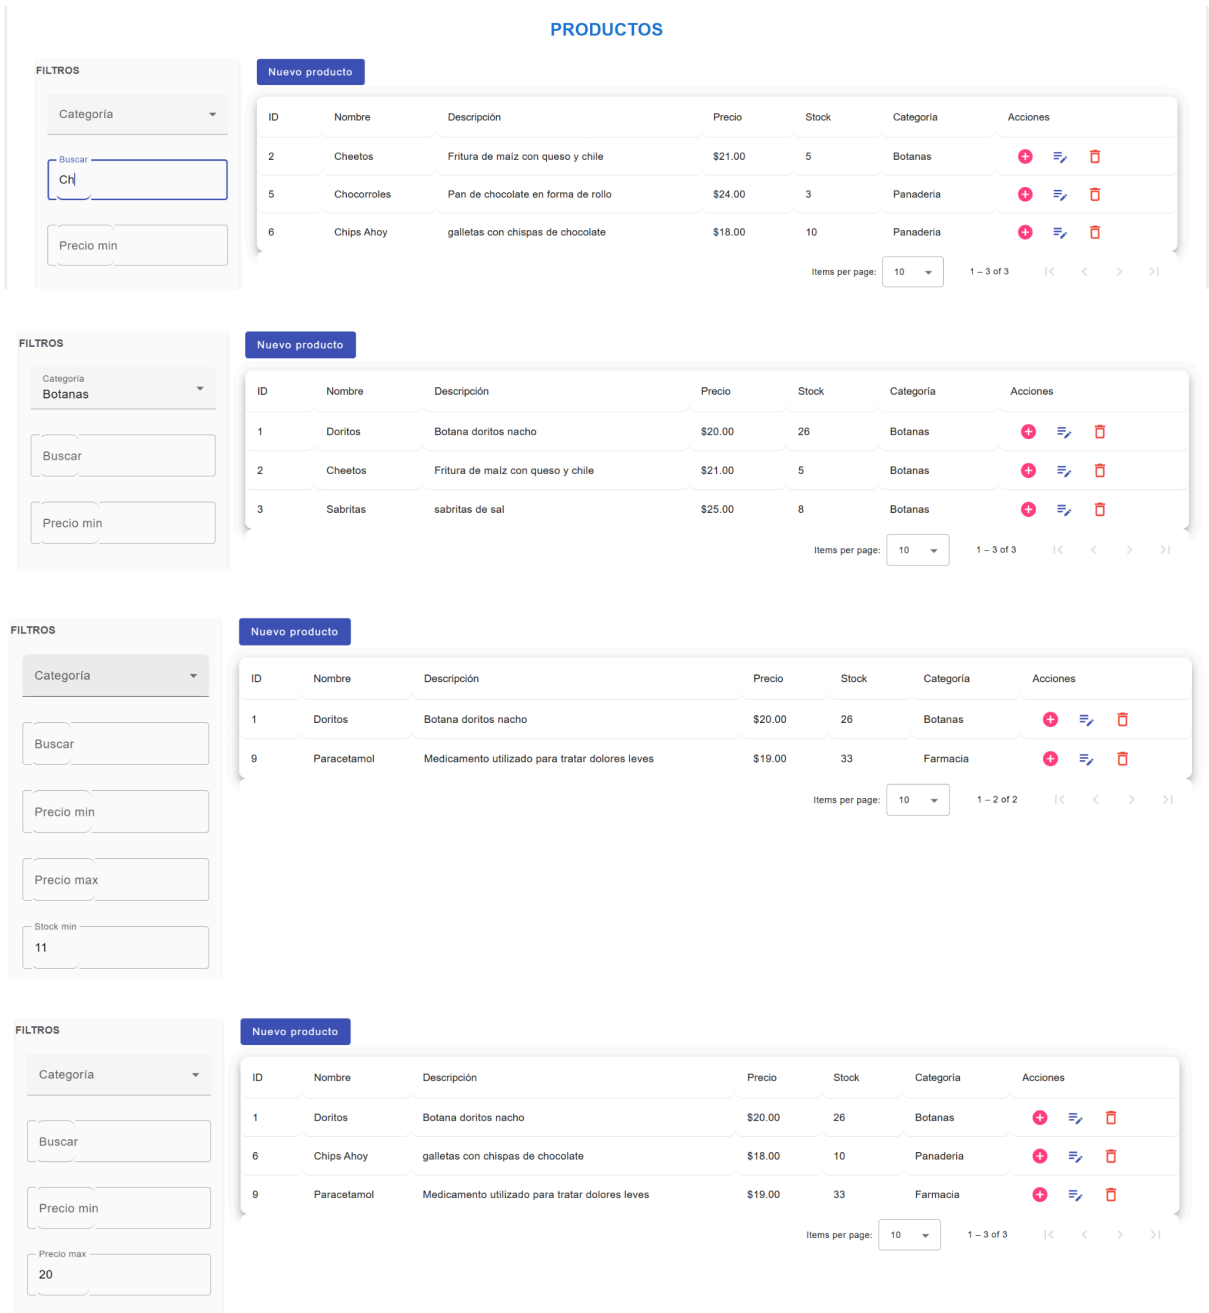 PRODUCTOS
FILTROS
Nuevo producto
Categoría
Buscar
Ch
Precio min
ID Nombre Descripción Precio Stock Categoría Acciones
2 Cheetos Fritura de maíz con queso y chile $21.00 5 Botanas
5 Chocorroles Pan de chocolate en forma de rollo $24.00 3 Panaderia
6 Chips Ahoy galletas con chispas de chocolate $18.00 10 Panaderia
Items per page: 10 1 – 3 of 3
FILTROS
Nuevo producto
Categoría
Botanas
Buscar
Precio min
ID Nombre Descripción Precio Stock Categoría Acciones
1 Doritos Botana doritos nacho $20.00 26 Botanas
2 Cheetos Fritura de maíz con queso y chile $21.00 5 Botanas
3 Sabritas sabritas de sal $25.00 8 Botanas
Items per page: 10 1 – 3 of 3
FILTROS
Nuevo producto
Categoría
Buscar
Precio min
Precio max
Stock min
11
ID Nombre Descripción Precio Stock Categoría Acciones
1 Doritos Botana doritos nacho $20.00 26 Botanas
9 Paracetamol Medicamento utilizado para tratar dolores leves $19.00 33 Farmacia
Items per page: 10 1 – 2 of 2
FILTROS
Nuevo producto
Categoría
Buscar
Precio min
Precio max
20
ID Nombre Descripción Precio Stock Categoría Acciones
1 Doritos Botana doritos nacho $20.00 26 Botanas
6 Chips Ahoy galletas con chispas de chocolate $18.00 10 Panaderia
9 Paracetamol Medicamento utilizado para tratar dolores leves $19.00 33 Farmacia
Items per page: 10 1 – 3 of 3